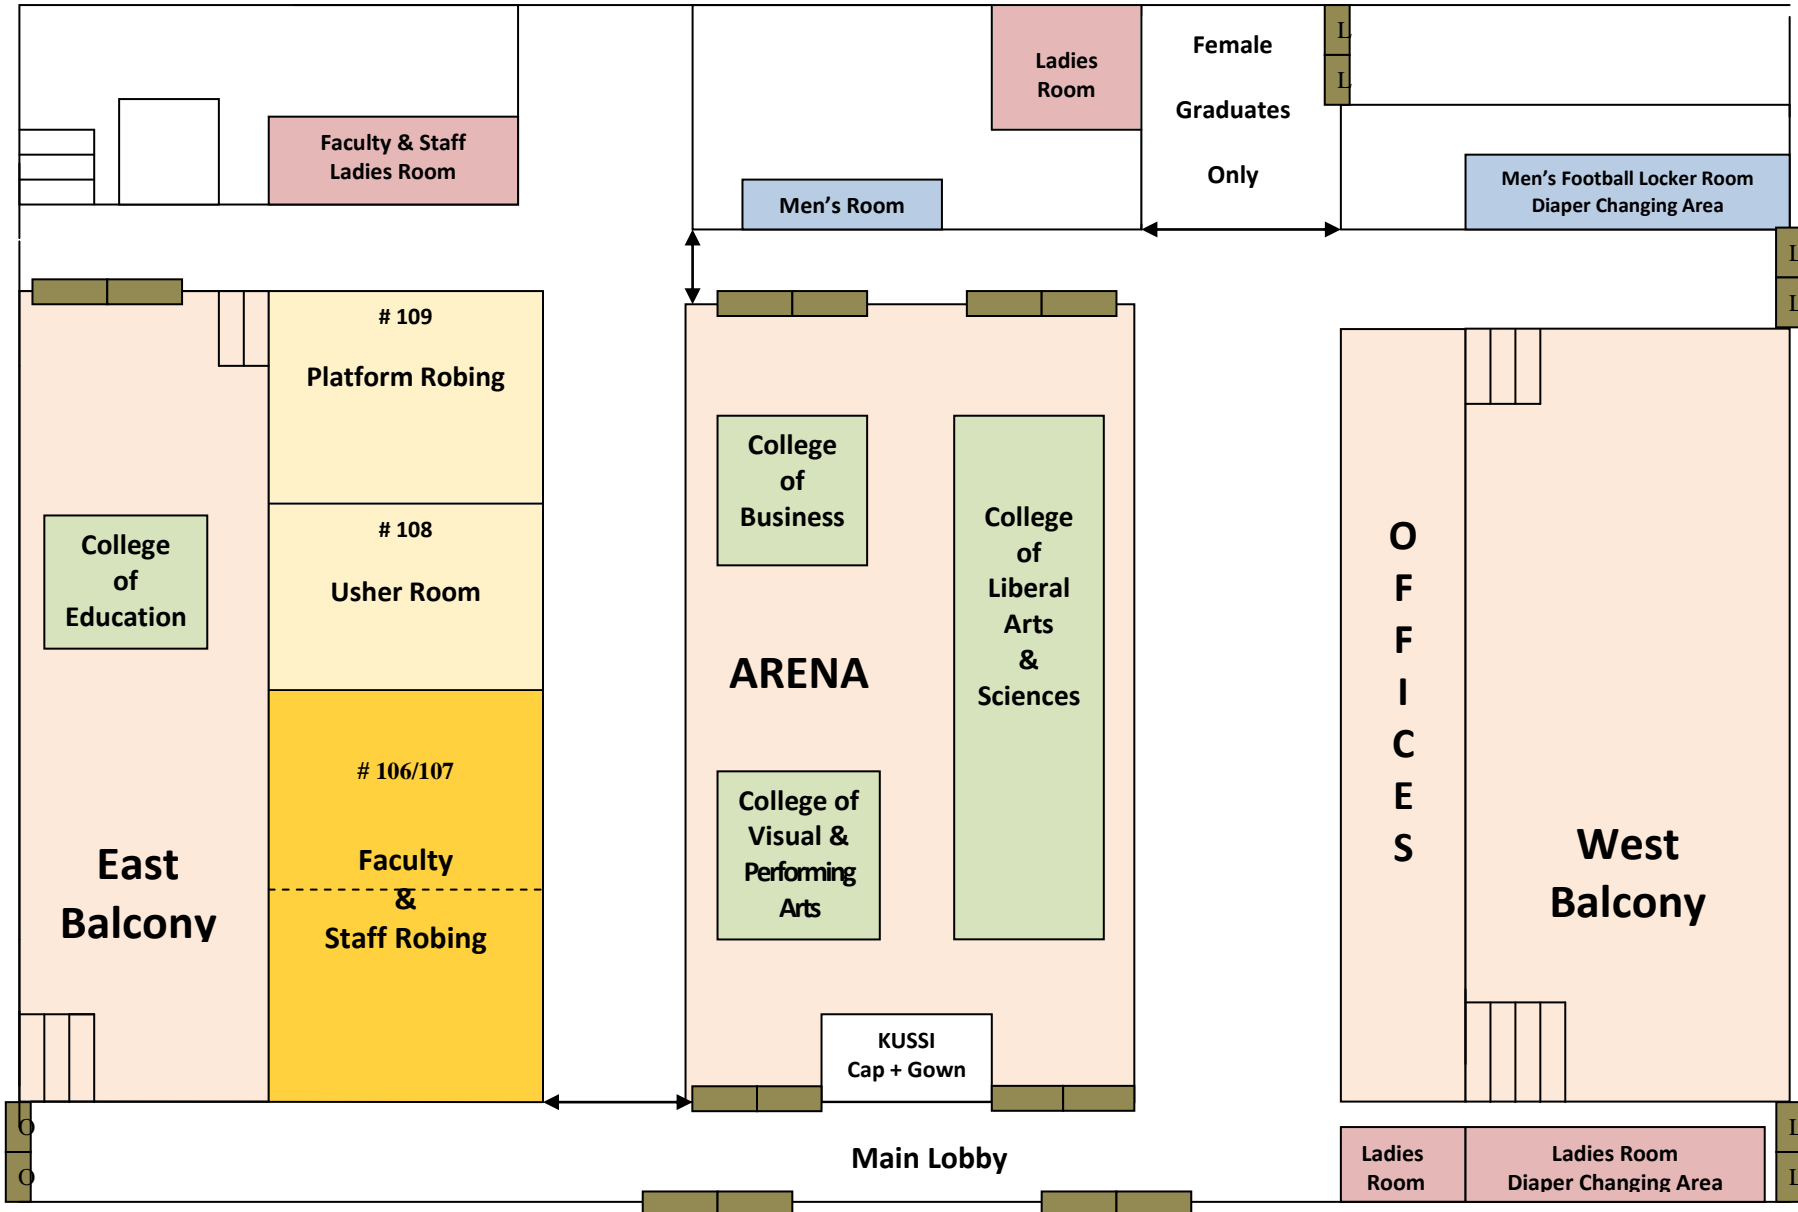 Female
Graduates
Only
L
L
Ladies
Room
Faculty & Staff
Ladies Room
Men's Room
Men's Football Locker Room
Diaper Changing Area
L
L
# 109
Platform Robing
# 108
Usher Room
# 106/107
Faculty
&
Staff Robing
College
of
Education
East
Balcony
College
of
Business
College
of
Liberal
Arts
&
Sciences
ARENA
College of
Visual &
Performing
Arts
KUSSI
Cap + Gown
O
F
F
I
C
E
S
West
Balcony
O
O
Main Lobby
Ladies
Room
Ladies Room
Diaper Changing Area
L
L